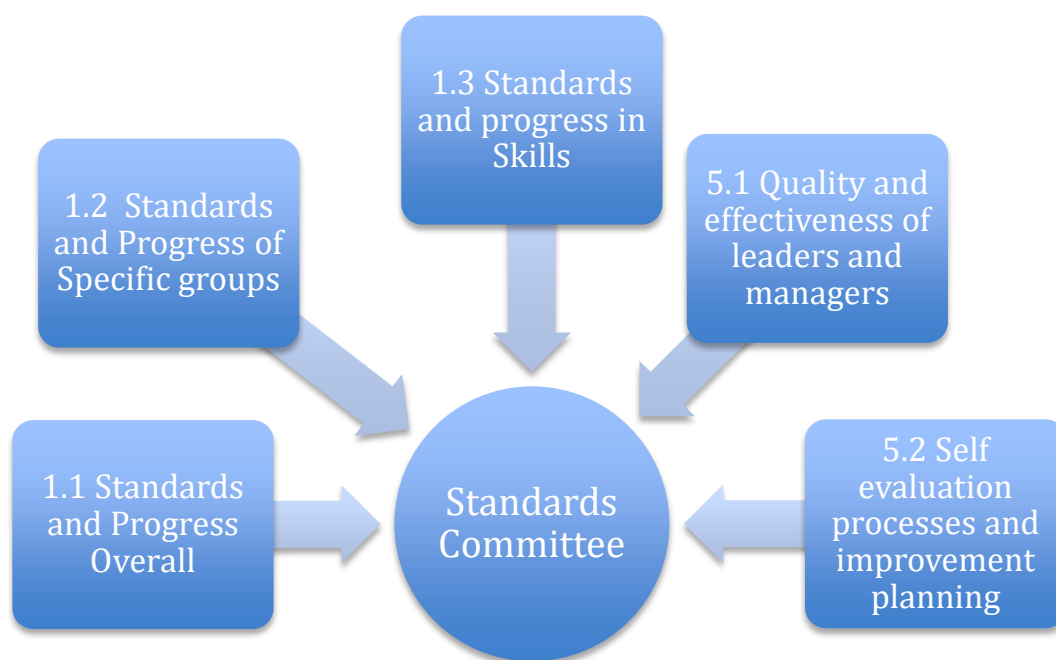 1.3 Standards
and progress in
Skills
1.2  Standards
and Progress of
Specific groups
5.1 Quality and
effectiveness of
leaders and
managers
1.1 Standards
and Progress
Overall
Standards
Committee
5.2 Self
evaluation
processes and
improvement
planning